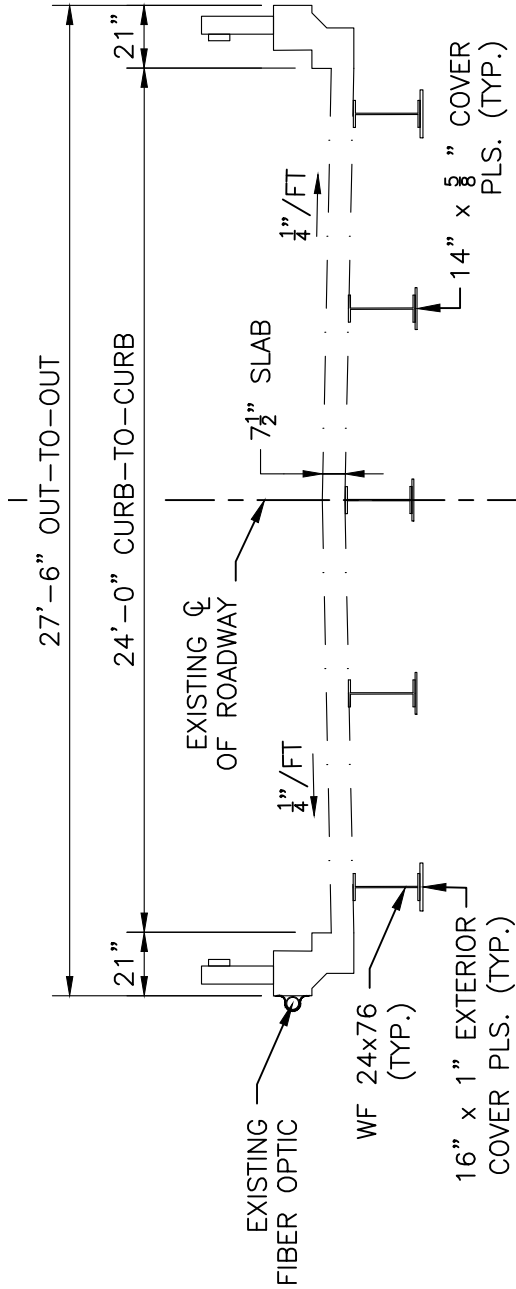 27'-6" OUT-TO-OUT
24'-0" CURB-TO-CURB
21"
21"
EXISTING ℄
OF ROADWAY
7½" SLAB
¼"/FT
¼"/FT
EXISTING
FIBER OPTIC
WF 24x76
(TYP.)
16" x 1" EXTERIOR
COVER PLS. (TYP.)
14" x ⅝" COVER
PLS. (TYP.)